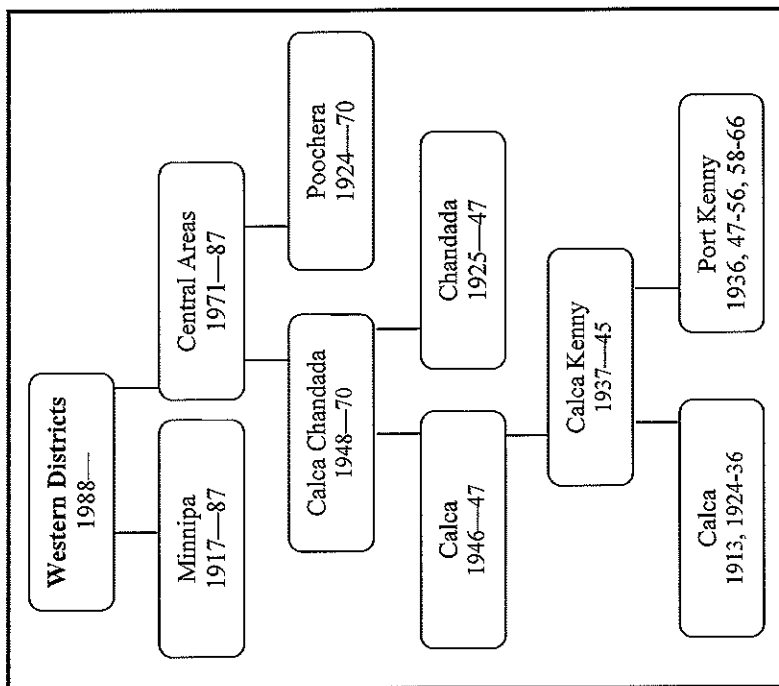 Western Districts
1988—
Minnipa
1917—87
Central Areas
1971—87
Calca Chandada
1948—70
Poochera
1924—70
Calca
1946—47
Chandada
1925—47
Calca Kenny
1937—45
Calca
1913, 1924-36
Port Kenny
1936, 47-56, 58-66